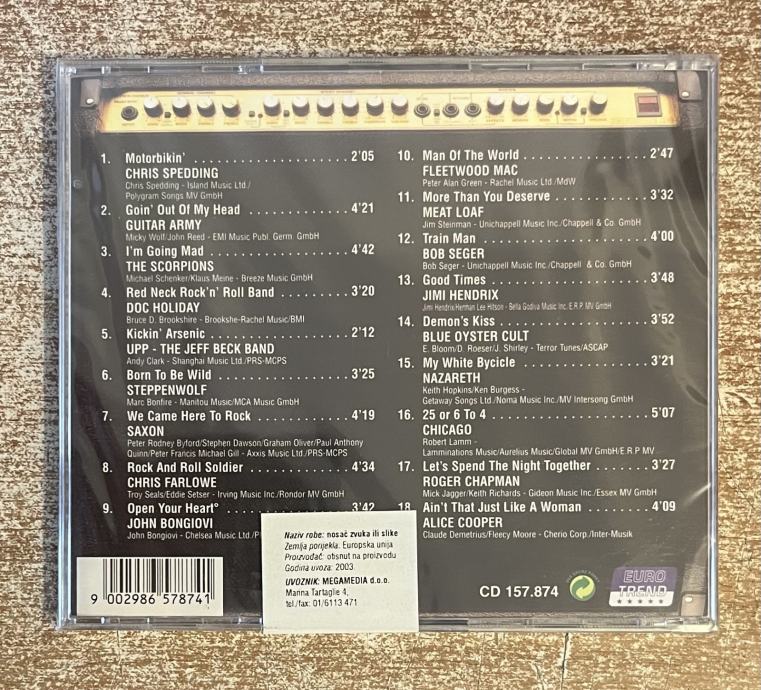 1. Motorbikin' 2'05
CHRIS SPEDDING
Chris Spedding - Island Music Ltd./
Polygram Songs MV GmbH
2. Goin' Out Of My Head 4'21
GUITAR ARMY
Micky Wolf/John Reed - EMI Music Publ. Germ. GmbH
3. I'm Going Mad 4'42
THE SCORPIONS
Michael Schenker/Klaus Meine - Breeze Music GmbH
4. Red Neck Rock'n' Roll Band 3'20
DOC HOLIDAY
Bruce D. Brookshire - Brookshe-Rachel Music/BMI
5. Kickin' Arsenic 2'12
UPP - THE JEFF BECK BAND
Andy Clark - Shanghai Music Ltd./PRS-MCPS
6. Born To Be Wild 3'25
STEPPENWOLF
Marc Bonfire - Manitou Music/MCA Music GmbH
7. We Came Here To Rock 4'19
SAXON
Peter Rodney Byford/Stephen Dawson/Graham Oliver/Paul Anthony
Quinn/Peter Francis Michael Gill - Axxis Music Ltd./PRS-MCPS
8. Rock And Roll Soldier 4'34
CHRIS FARLOWE
Troy Seals/Eddie Setser - Irving Music Inc./Rondor MV GmbH
9. Open Your Heart° 3'42
JOHN BONGIOVI
John Bongiovi - Chelsea Music Ltd./P
10. Man Of The World 2'47
FLEETWOOD MAC
Peter Alan Green - Rachel Music Ltd./MdW
11. More Than You Deserve 3'32
MEAT LOAF
Jim Steinman - Unichappell Music Inc./Chappell & Co. GmbH
12. Train Man 4'00
BOB SEGER
Bob Seger - Unichappell Music Inc./Chappell & Co. GmbH
13. Good Times 3'48
JIMI HENDRIX
Jimi Hendrix/Herman Lee Hitson - Bella Godiva Music Inc. E.R.P. MV GmbH
14. Demon's Kiss 3'52
BLUE OYSTER CULT
E. Bloom/D. Roeser/J. Shirley - Terror Tunes/ASCAP
15. My White Bycicle 3'21
NAZARETH
Keith Hopkins/Ken Burgess -
Getaway Songs Ltd./Noma Music Inc./MV Intersong GmbH
16. 25 or 6 To 4 5'07
CHICAGO
Robert Lamm -
Lamminations Music/Aurelius Music/Global MV GmbH/E.R.P MV
17. Let's Spend The Night Together 3'27
ROGER CHAPMAN
Mick Jagger/Keith Richards - Gideon Music Inc./Essex MV GmbH
18. Ain't That Just Like A Woman 4'09
ALICE COOPER
Claude Demetrius/Fleecy Moore - Cherio Corp./Inter-Musik
Naziv robe: nosač zvuka ili slike
Zemlja porijekla: Europska unija
Proizvođač: otisnut na proizvodu
Godina uvoza: 2003.
UVOZNIK: MEGAMEDIA d.o.o.
Marina Tartaglie 4,
tel./fax: 01/6113 471
9 002986 578741
CD 157.874
EURO
TREND